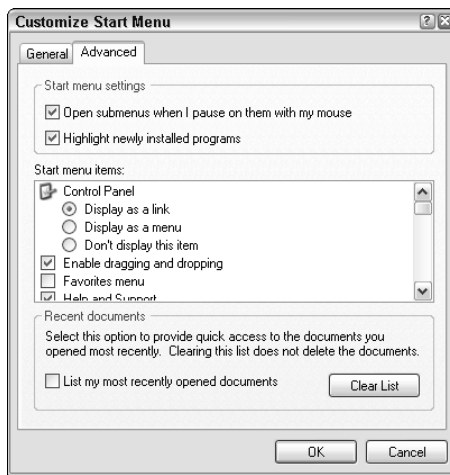 Customize Start Menu
General Advanced
Start menu settings
Open submenus when I pause on them with my mouse
Highlight newly installed programs
Start menu items:
Control Panel
Display as a link
Display as a menu
Don't display this item
Enable dragging and dropping
Favorites menu
Help and Support
Recent documents
Select this option to provide quick access to the documents you
opened most recently.  Clearing this list does not delete the documents.
List my most recently opened documents
Clear List
OK Cancel